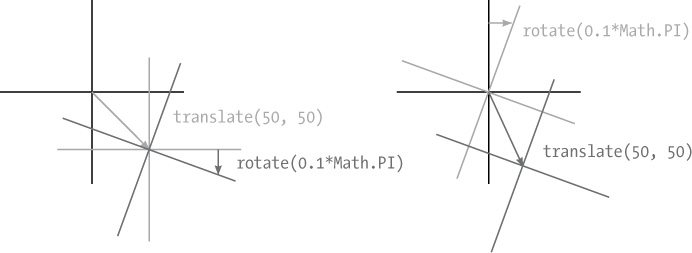 translate(50, 50)
rotate(0.1*Math.PI)
rotate(0.1*Math.PI)
translate(50, 50)